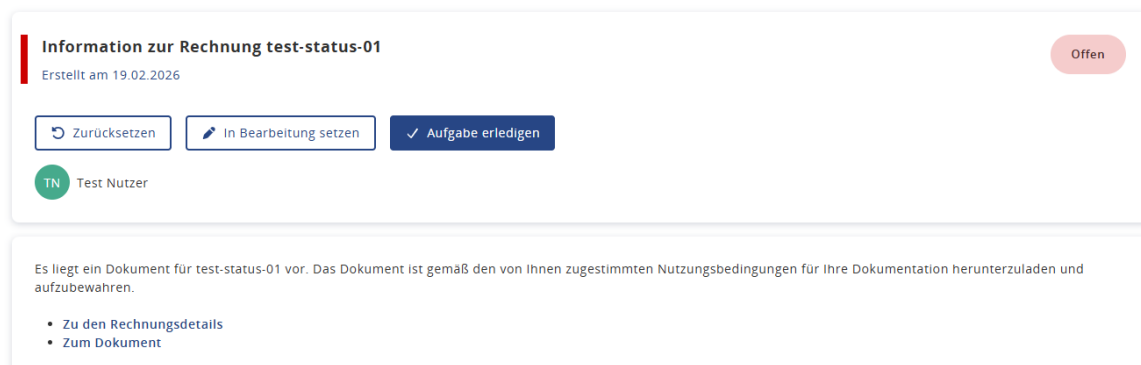 Information zur Rechnung test-status-01
Offen
Erstellt am 19.02.2026
Zurücksetzen
In Bearbeitung setzen
Aufgabe erledigen
TN
Test Nutzer
Es liegt ein Dokument für test-status-01 vor. Das Dokument ist gemäß den von Ihnen zugestimmten Nutzungsbedingungen für Ihre Dokumentation herunterzuladen und
aufzubewahren.
Zu den Rechnungsdetails
Zum Dokument